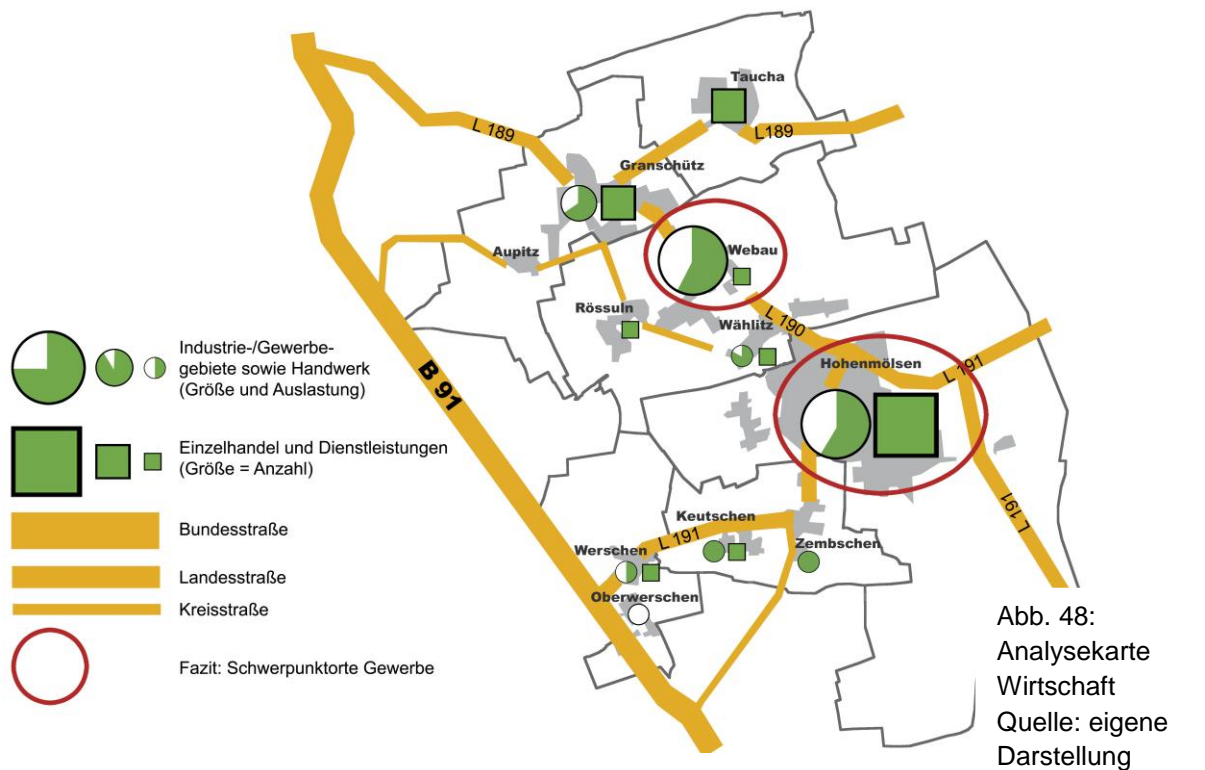 Taucha
L 189
L189
Granschütz
Aupitz
Webau
Rössuln
Wählitz
L 190
Hohenmölsen
L 191
B 91
Industrie-/Gewerbe-
gebiete sowie Handwerk
(Größe und Auslastung)
Einzelhandel und Dienstleistungen
(Größe = Anzahl)
Bundesstraße
Landesstraße
Kreisstraße
Fazit: Schwerpunktorte Gewerbe
Keutschen
L 191
Zembschen
Werschen
Oberwerschen
L 191
Abb. 48:
Analysekarte
Wirtschaft
Quelle: eigene
Darstellung